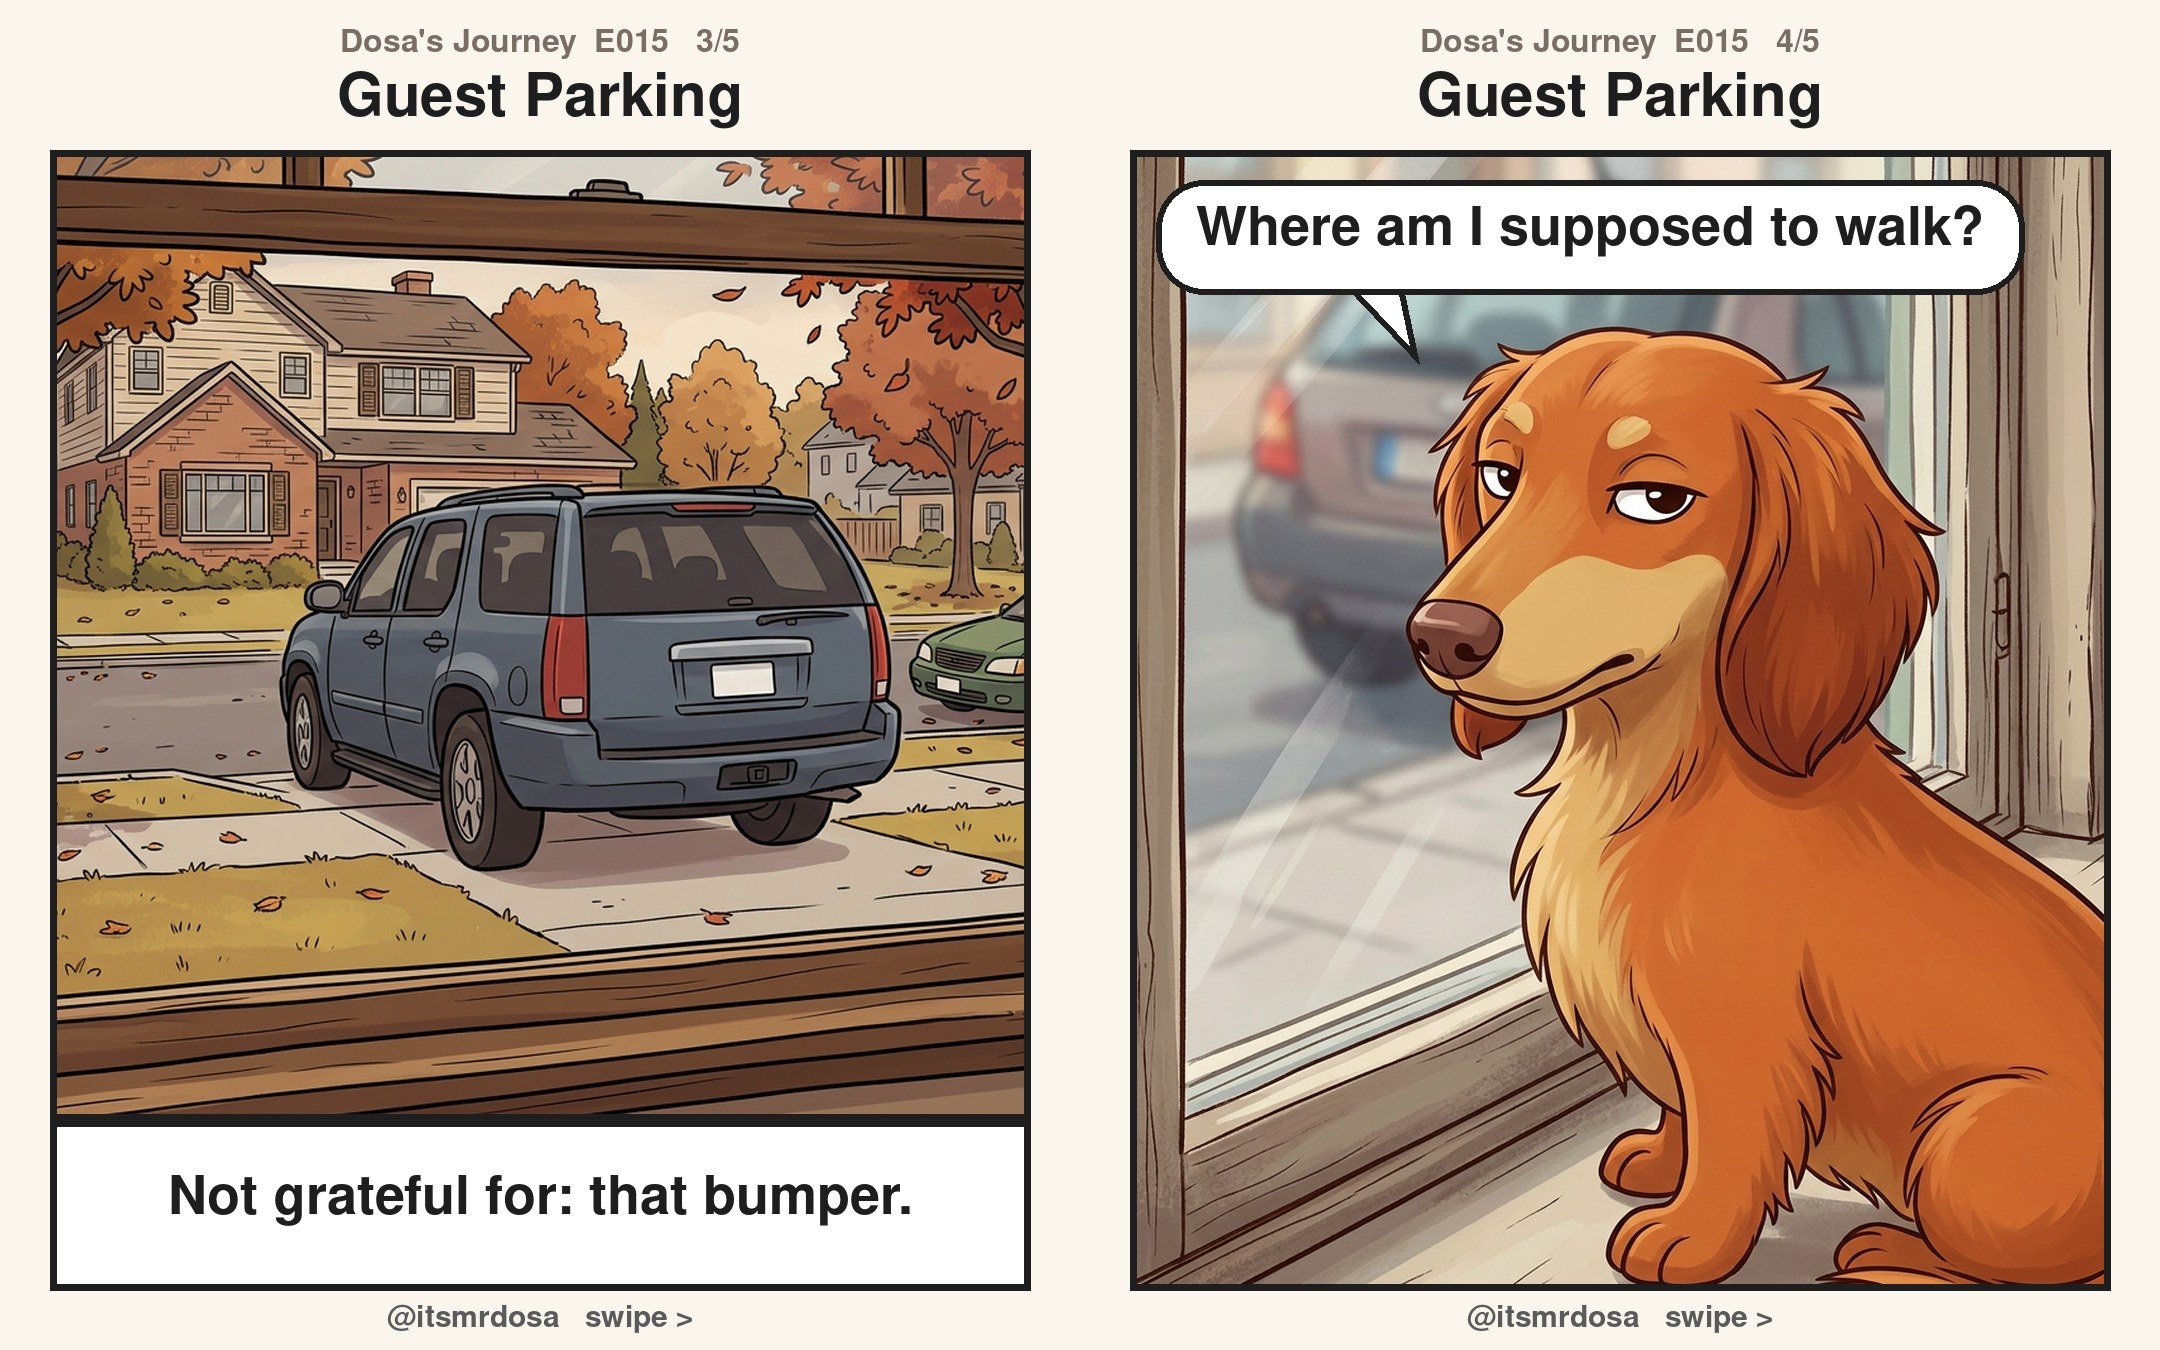 Dosa's Journey E015 3/5
Guest Parking
Not grateful for: that bumper.
@itsmrdosa swipe >
Dosa's Journey E015 4/5
Guest Parking
Where am I supposed to walk?
@itsmrdosa swipe >